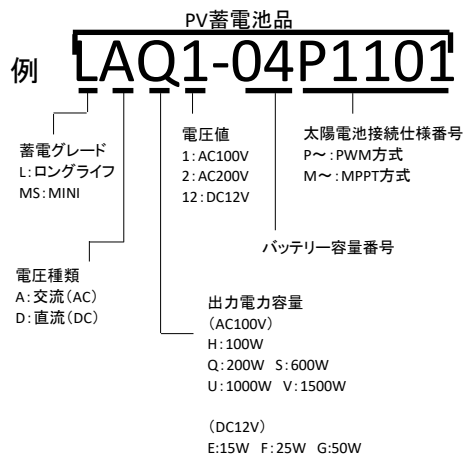 PV蓄電池品
例 LAQ1-04P1101
蓄電グレード
L:ロングライフ
MS:MINI
電圧値
1:AC100V
2:AC200V
12:DC12V
太陽電池接続仕様番号
P～:PWM方式
M～:MPPT方式
バッテリー容量番号
電圧種類
A:交流(AC)
D:直流(DC)
出力電力容量
(AC100V)
H:100W
Q:200W S:600W
U:1000W V:1500W
(DC12V)
E:15W F:25W G:50W